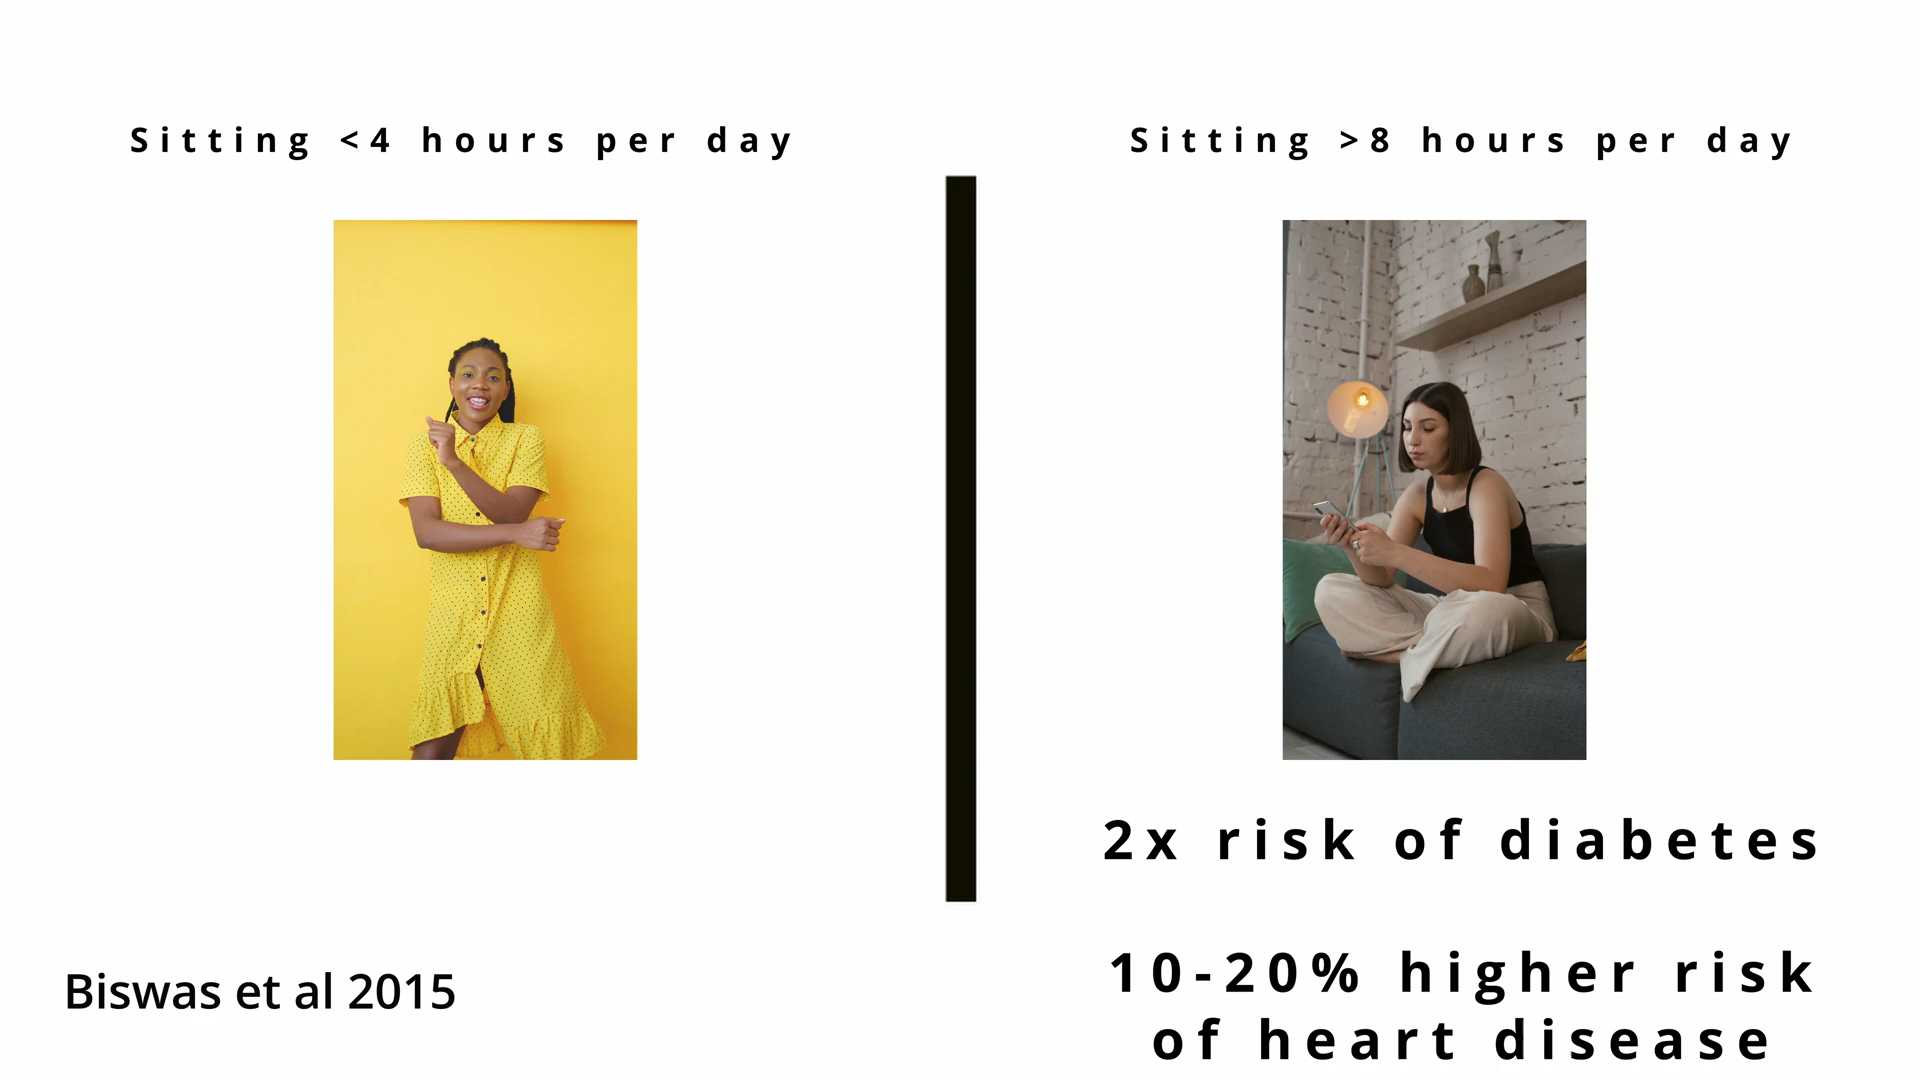 Sitting <4 hours per day
Sitting >8 hours per day
2x risk of diabetes
10-20% higher risk
of heart disease
Biswas et al 2015